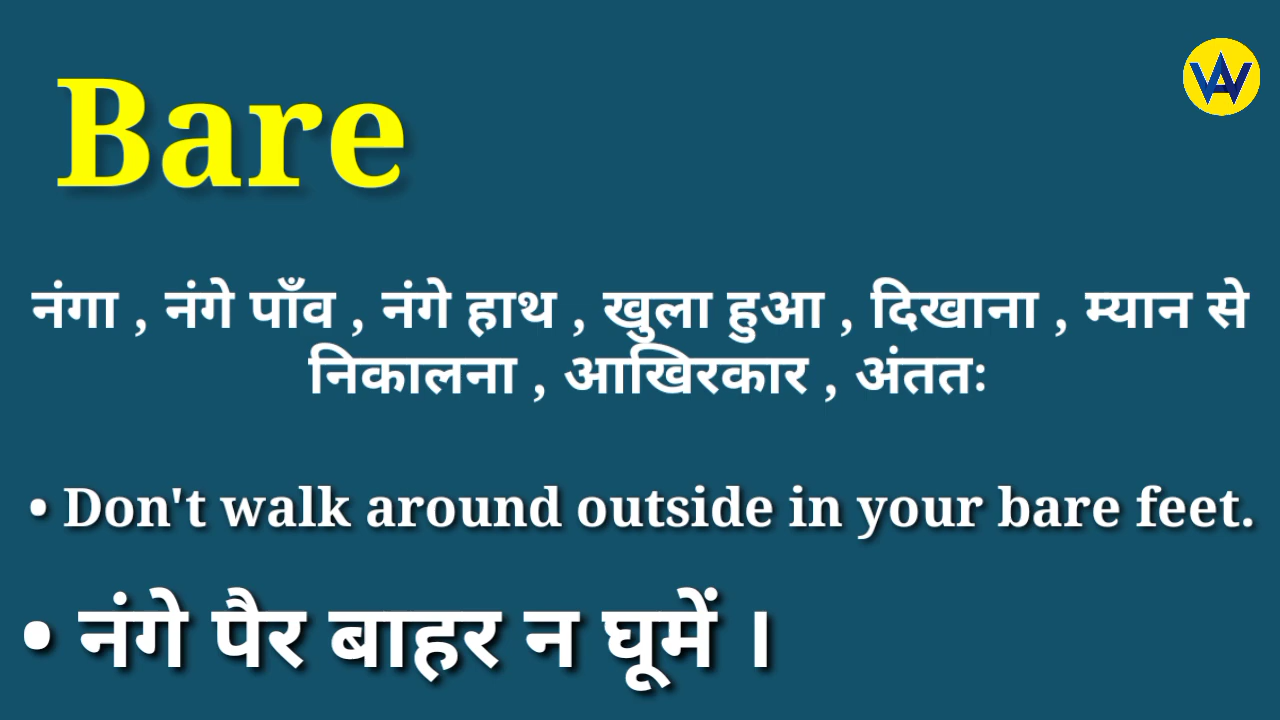 Bare
नंगा , नंगे पाँव , नंगे हाथ , खुला हुआ , दिखाना , म्यान से
निकालना , आखिरकार , अंततः
• Don't walk around outside in your bare feet.
• नंगे पैर बाहर न घूमें ।